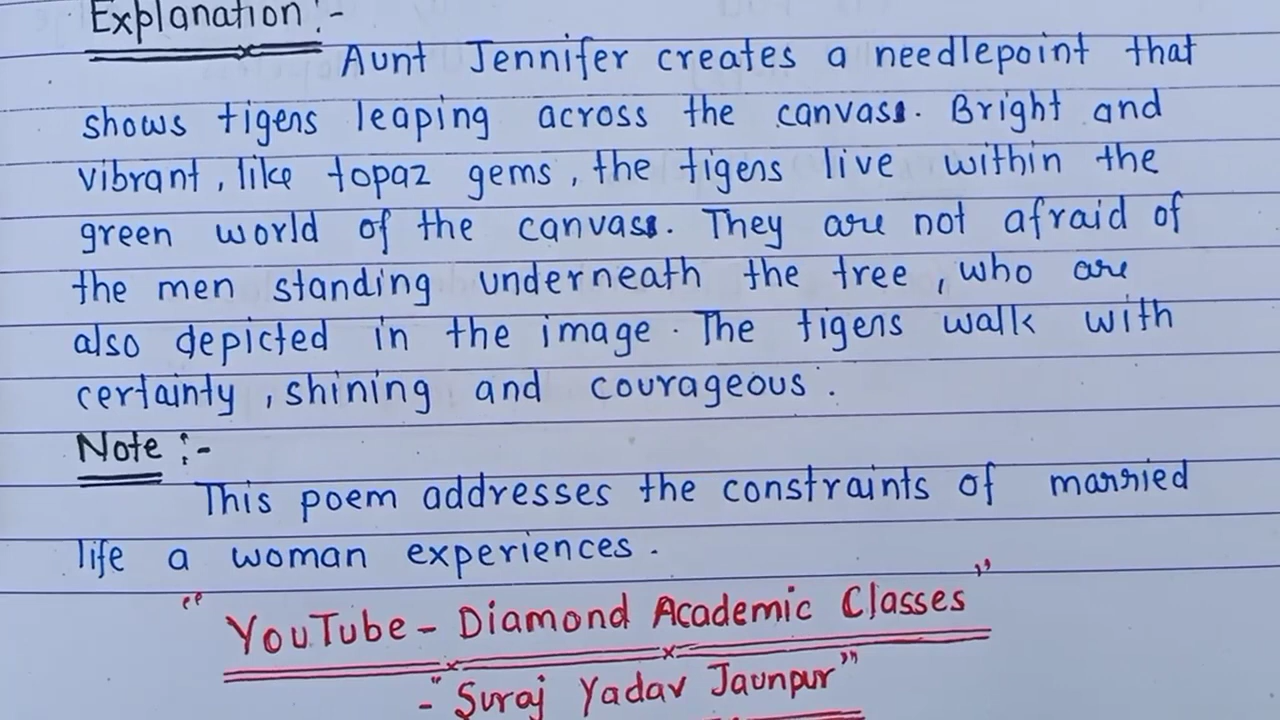 Explanation :-
Aunt Jennifer creates a needlepoint that
shows tigers leaping across the canvass. Bright and
vibrant, like topaz gems, the tigers live within the
green world of the canvass. They are not afraid of
the men standing underneath the tree, who are
also depicted in the image. The tigers walk with
certainty, shining and courageous.
Note :-
This poem addresses the constraints of married
life a woman experiences.
"YouTube - Diamond Academic Classes"
- "Suraj Yadav Jaunpur"